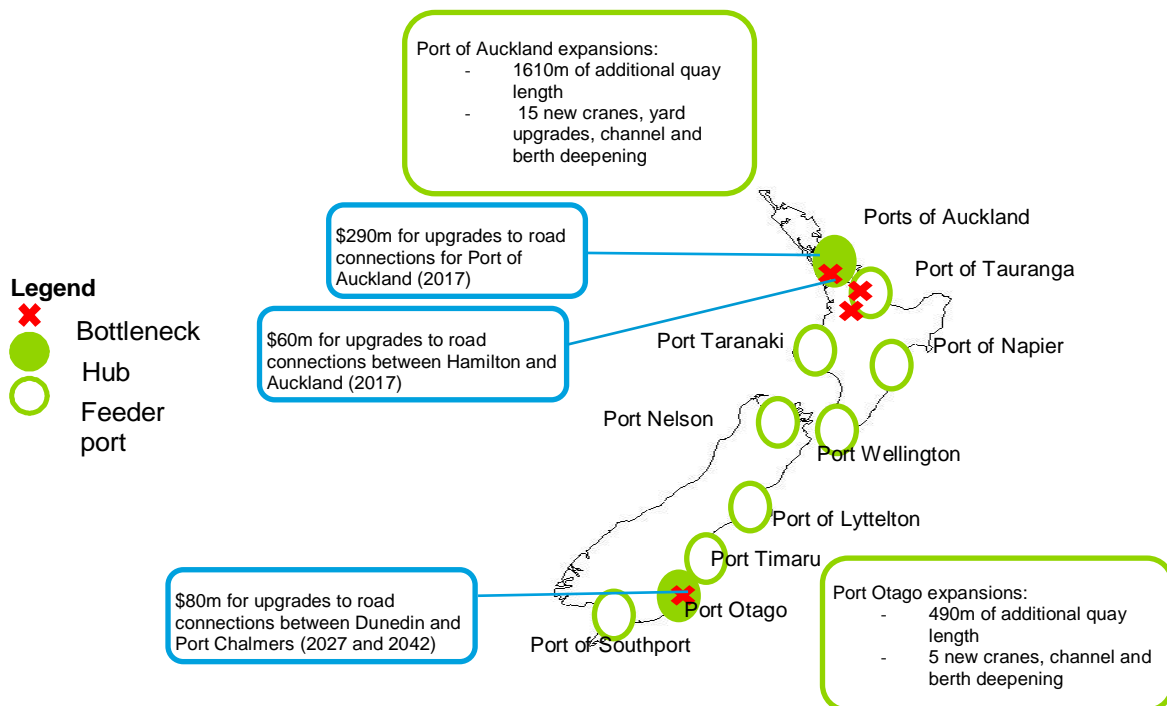 Port of Auckland expansions:
- 1610m of additional quay
length
- 15 new cranes, yard
upgrades, channel and
berth deepening
$290m for upgrades to road
connections for Port of
Auckland (2017)
$60m for upgrades to road
connections between Hamilton and
Auckland (2017)
Legend
Bottleneck
Hub
Feeder
port
Ports of Auckland
Port of Tauranga
Port Taranaki
Port of Napier
Port Nelson
Port Wellington
Port of Lyttelton
Port Timaru
Port Otago
Port of Southport
$80m for upgrades to road
connections between Dunedin and
Port Chalmers (2027 and 2042)
Port Otago expansions:
- 490m of additional quay
length
- 5 new cranes, channel and
berth deepening